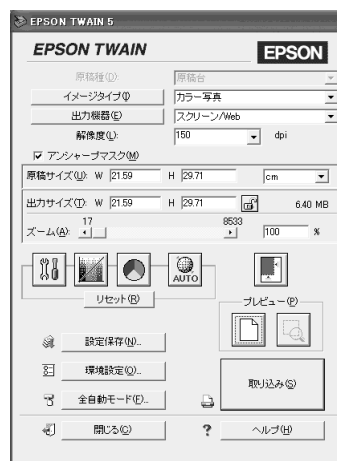 EPSON TWAIN 5
EPSON TWAIN
EPSON
原稿種(D): 原稿台
イメージタイプ(I) カラー写真
出力機器(E) スクリーン/Web
解像度(L): 150 dpi
アンシャープマスク(M)
原稿サイズ(U): W 21.59 H 29.71 cm
出力サイズ(T): W 21.59 H 29.71 6.40 MB
17 8533
ズーム(A): 100 %
AUTO
リセット(R)
プレビュー(P)
設定保存(N)...
環境設定(O)...
全自動モード(F)...
取り込み(S)
閉じる(C)
? ヘルプ(H)